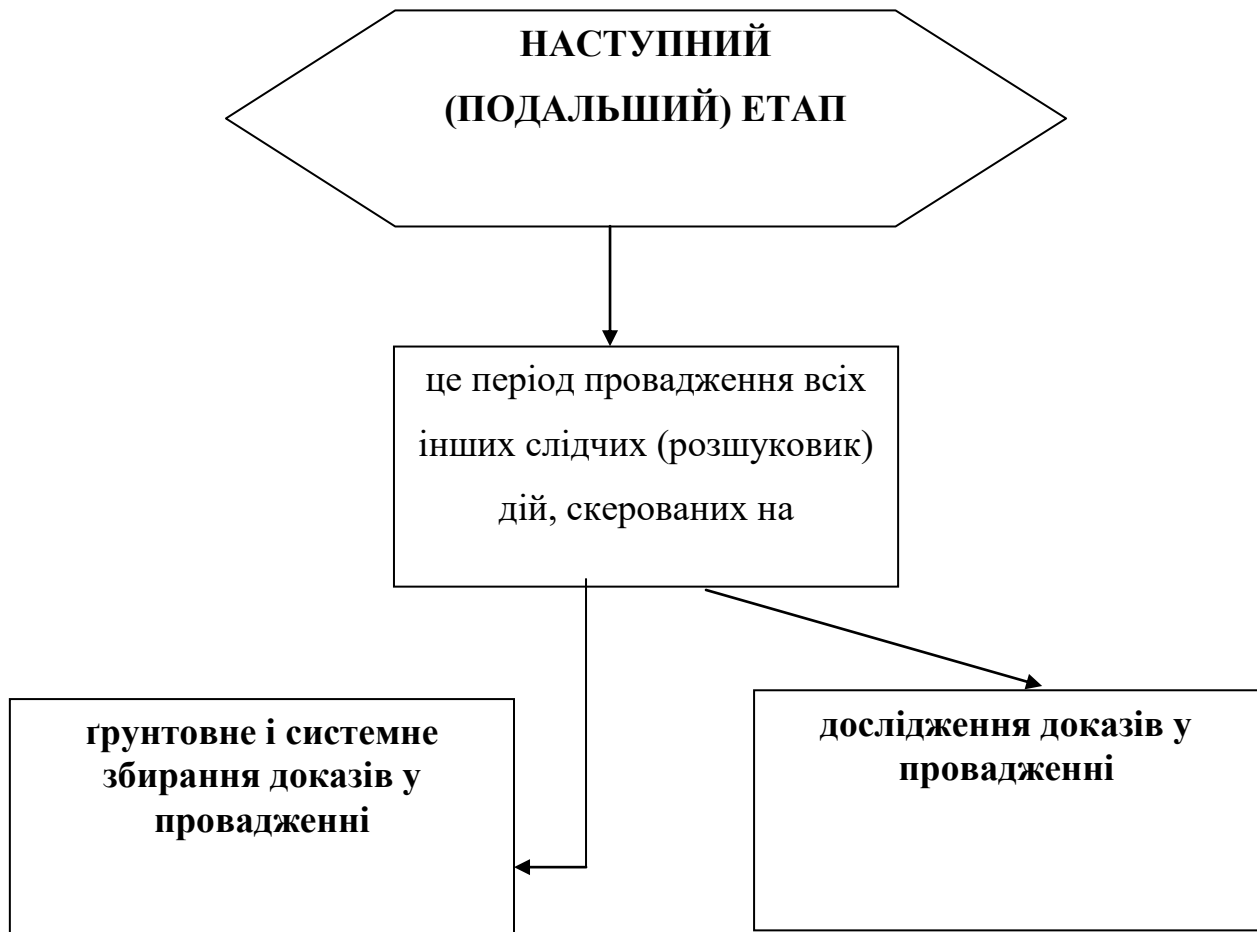 НАСТУПНИЙ
(ПОДАЛЬШИЙ) ЕТАП
це період провадження всіх
інших слідчих (розшуковик)
дій, скерованих на
ґрунтовне і системне
збирання доказів у
провадженні
дослідження доказів у
провадженні